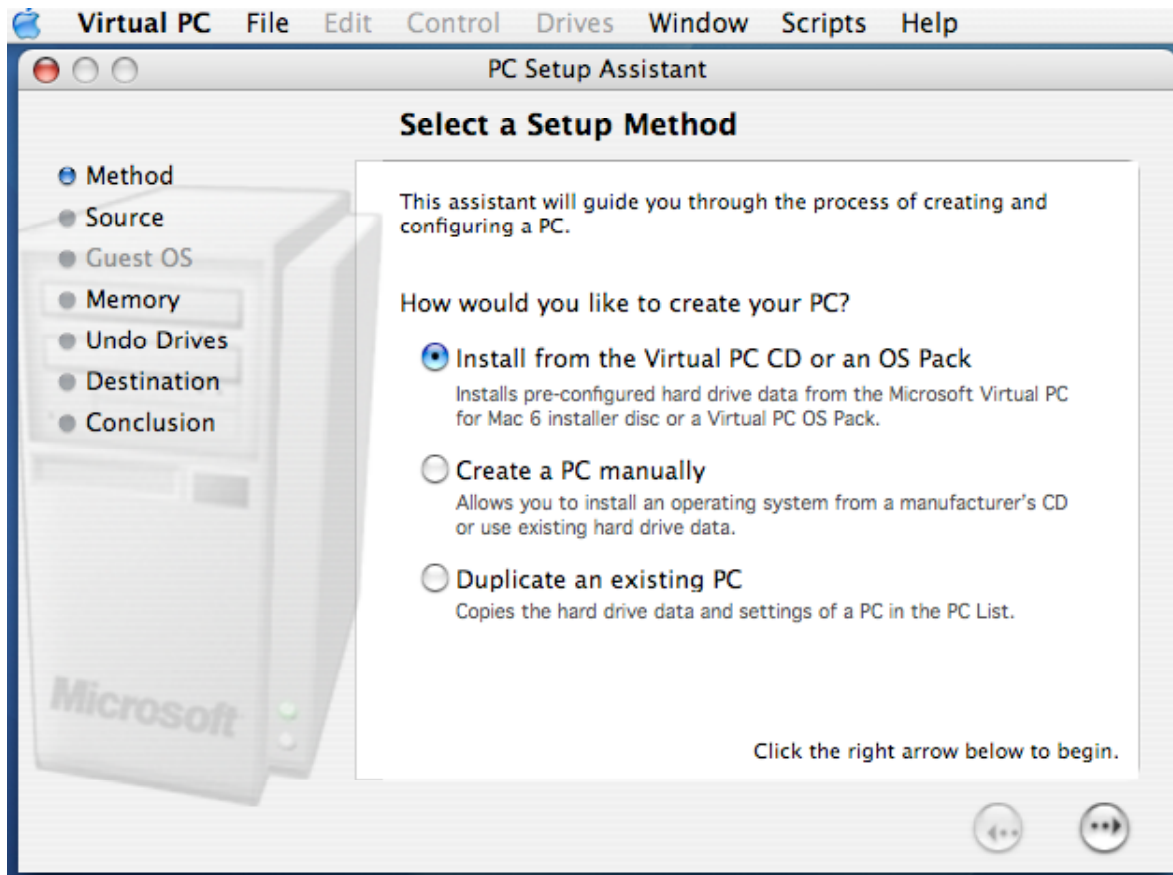 Virtual PC File Edit Control Drives Window Scripts Help
PC Setup Assistant
Select a Setup Method
Method
Source
Guest OS
Memory
Undo Drives
Destination
Conclusion
Microsoft
This assistant will guide you through the process of creating and
configuring a PC.
How would you like to create your PC?
Install from the Virtual PC CD or an OS Pack
Installs pre-configured hard drive data from the Microsoft Virtual PC
for Mac 6 installer disc or a Virtual PC OS Pack.
Create a PC manually
Allows you to install an operating system from a manufacturer's CD
or use existing hard drive data.
Duplicate an existing PC
Copies the hard drive data and settings of a PC in the PC List.
Click the right arrow below to begin.